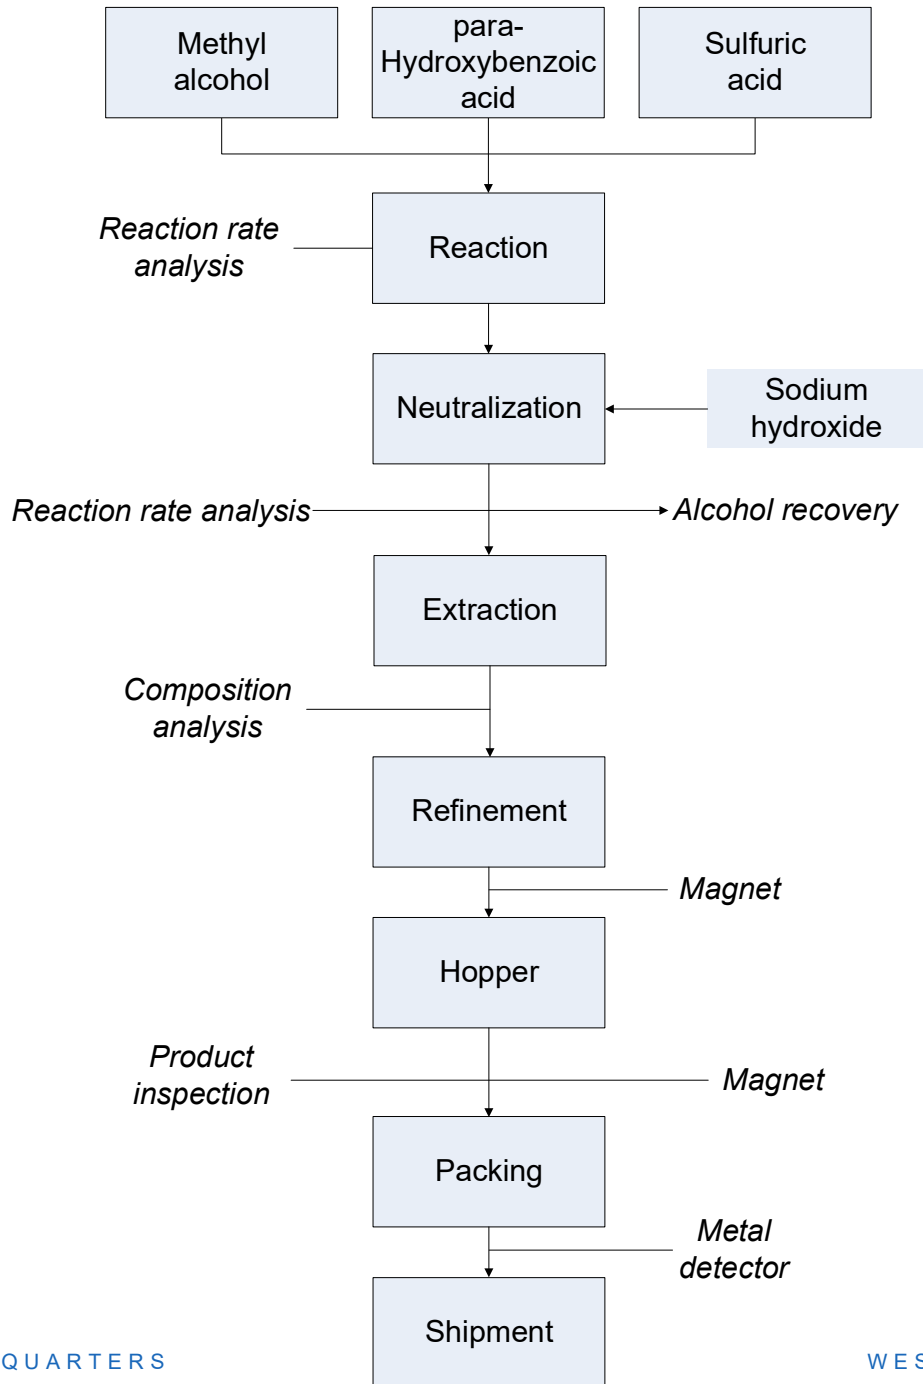 Methyl
alcohol
para-
Hydroxybenzoic
acid
Sulfuric
acid
Reaction rate
analysis
Reaction
Neutralization
Sodium
hydroxide
Reaction rate analysis
Alcohol recovery
Extraction
Composition
analysis
Refinement
Magnet
Hopper
Product
inspection
Magnet
Packing
Metal
detector
Shipment
QUARTERS
WES